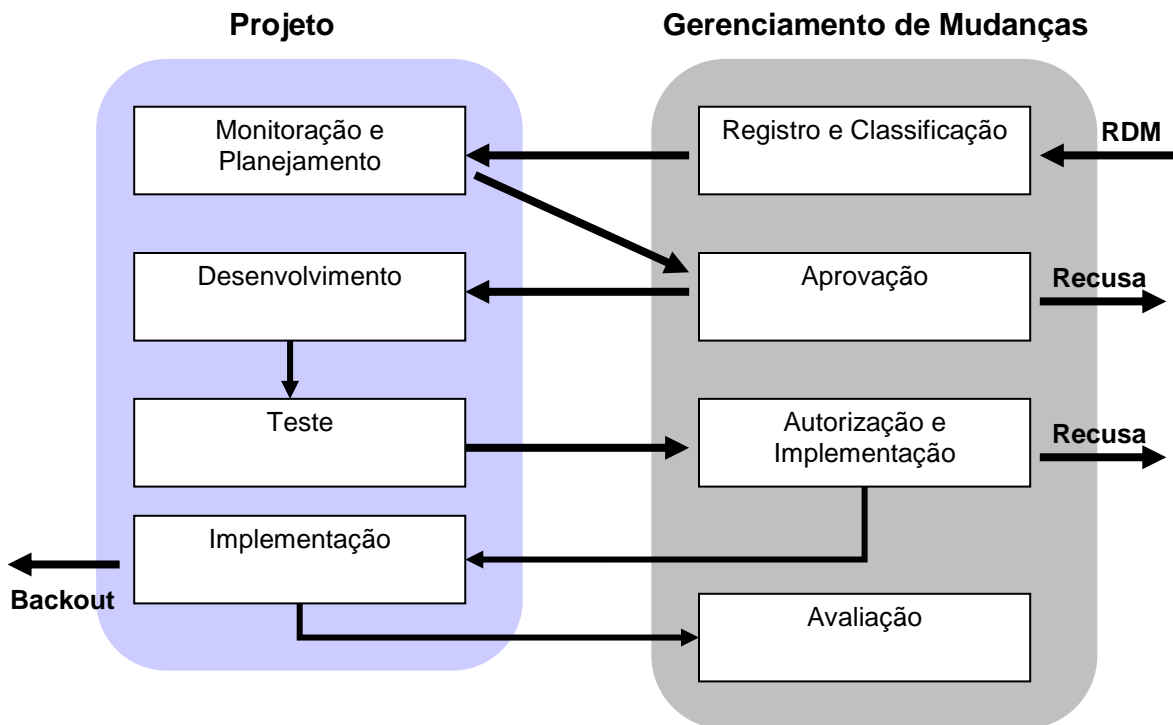 Projeto
Gerenciamento de Mudanças
Monitoração e
Planejamento
Registro e Classificação
RDM
Desenvolvimento
Aprovação
Recusa
Teste
Autorização e
Implementação
Recusa
Implementação
Backout
Avaliação